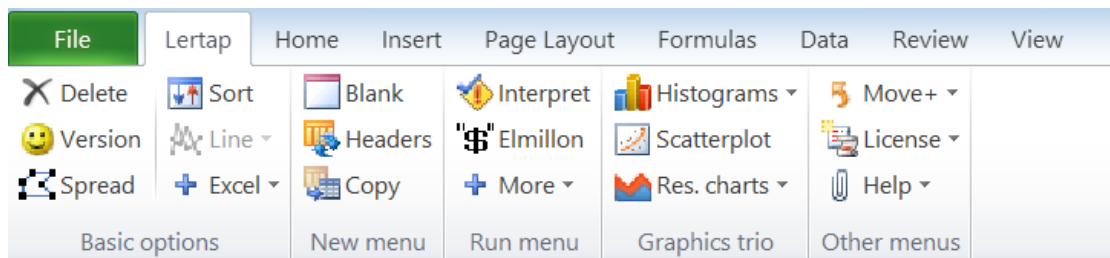 File Lertap Home Insert Page Layout Formulas Data Review View
Delete Sort Blank Interpret Histograms Move+
Version Line Headers "$" Elmillon Scatterplot License
Spread Excel Copy More Res. charts Help
Basic options New menu Run menu Graphics trio Other menus